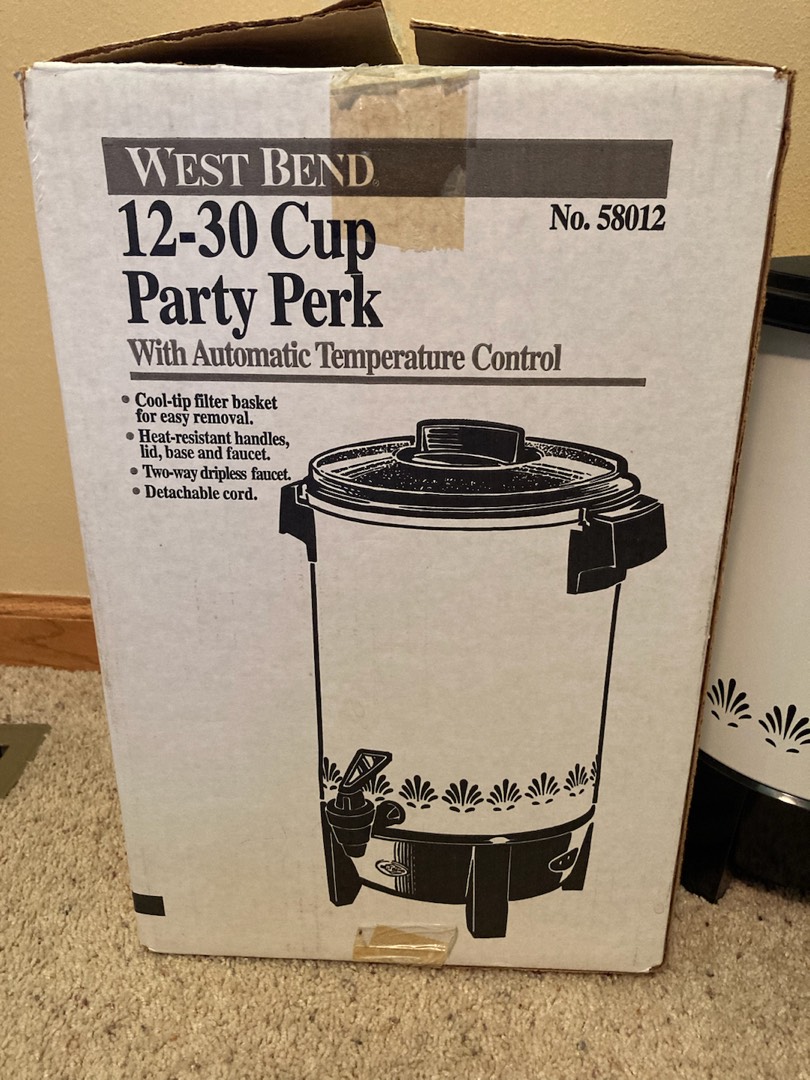 WEST BEND®
12-30 Cup
No. 58012
Party Perk
With Automatic Temperature Control
• Cool-tip filter basket
for easy removal.
• Heat-resistant handles,
lid, base and faucet.
• Two-way dripless faucet.
• Detachable cord.